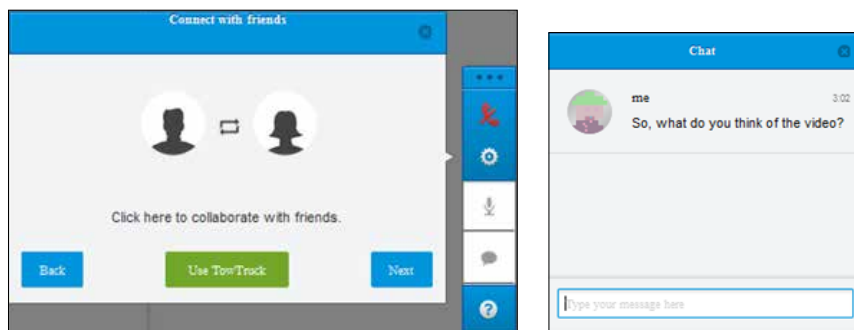 Connect with friends
Click here to collaborate with friends.
Back
Use TowTruck
Next
Chat
me
3:02
So, what do you think of the video?
Type your message here